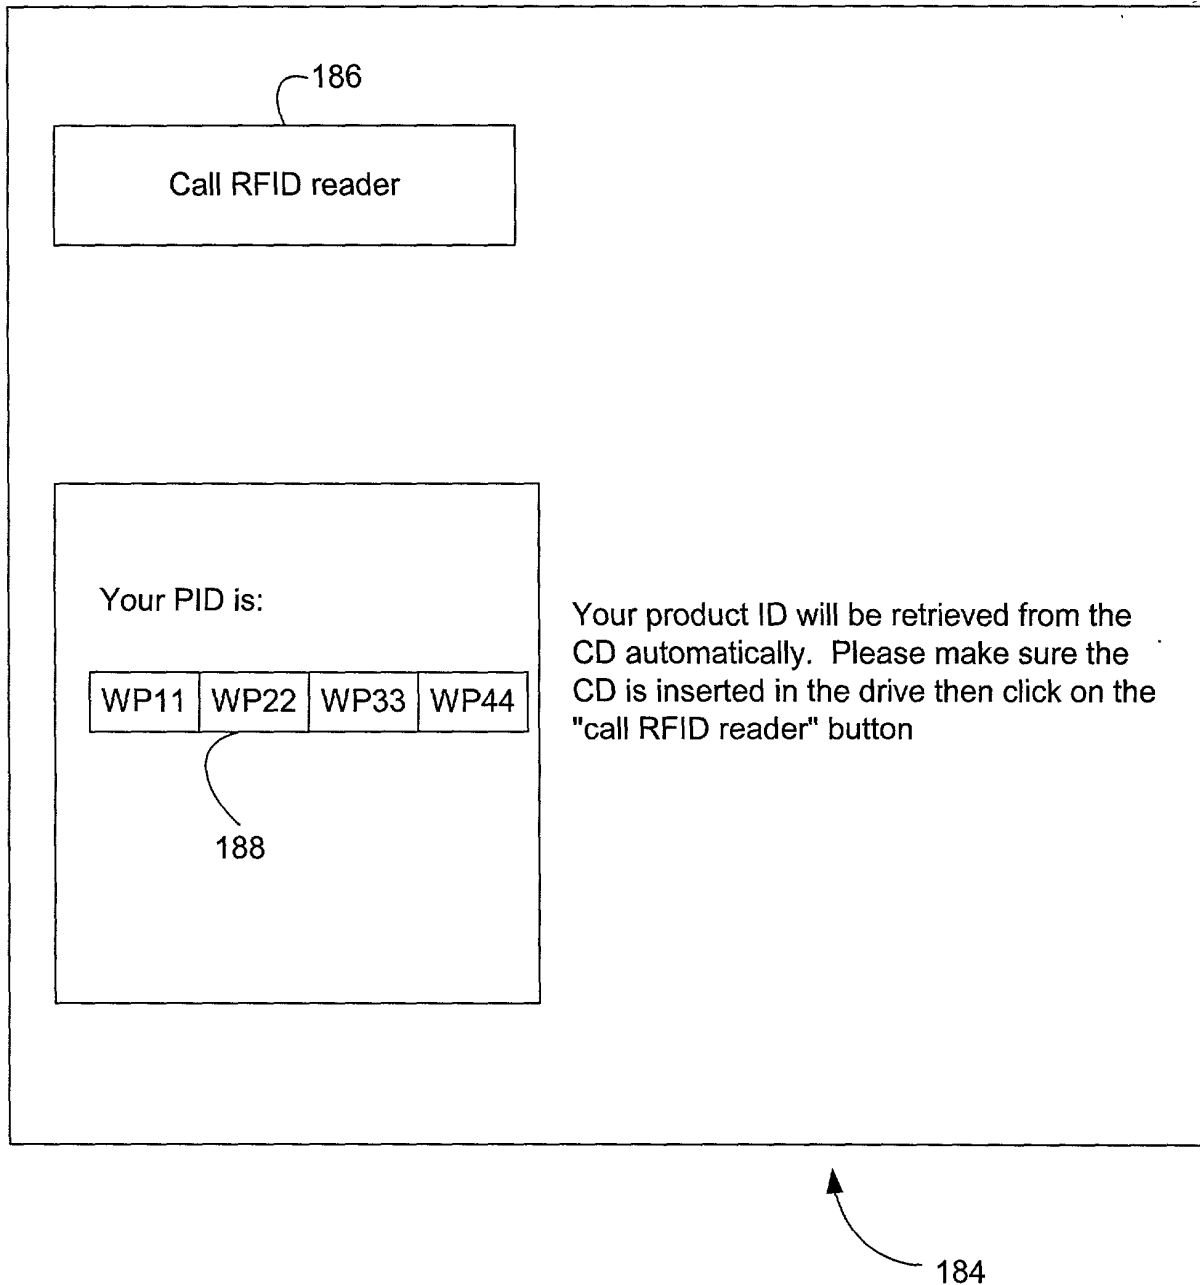 186
Call RFID reader
Your PID is:
WP11 WP22 WP33 WP44
188
Your product ID will be retrieved from the
CD automatically. Please make sure the
CD is inserted in the drive then click on the
"call RFID reader" button
184